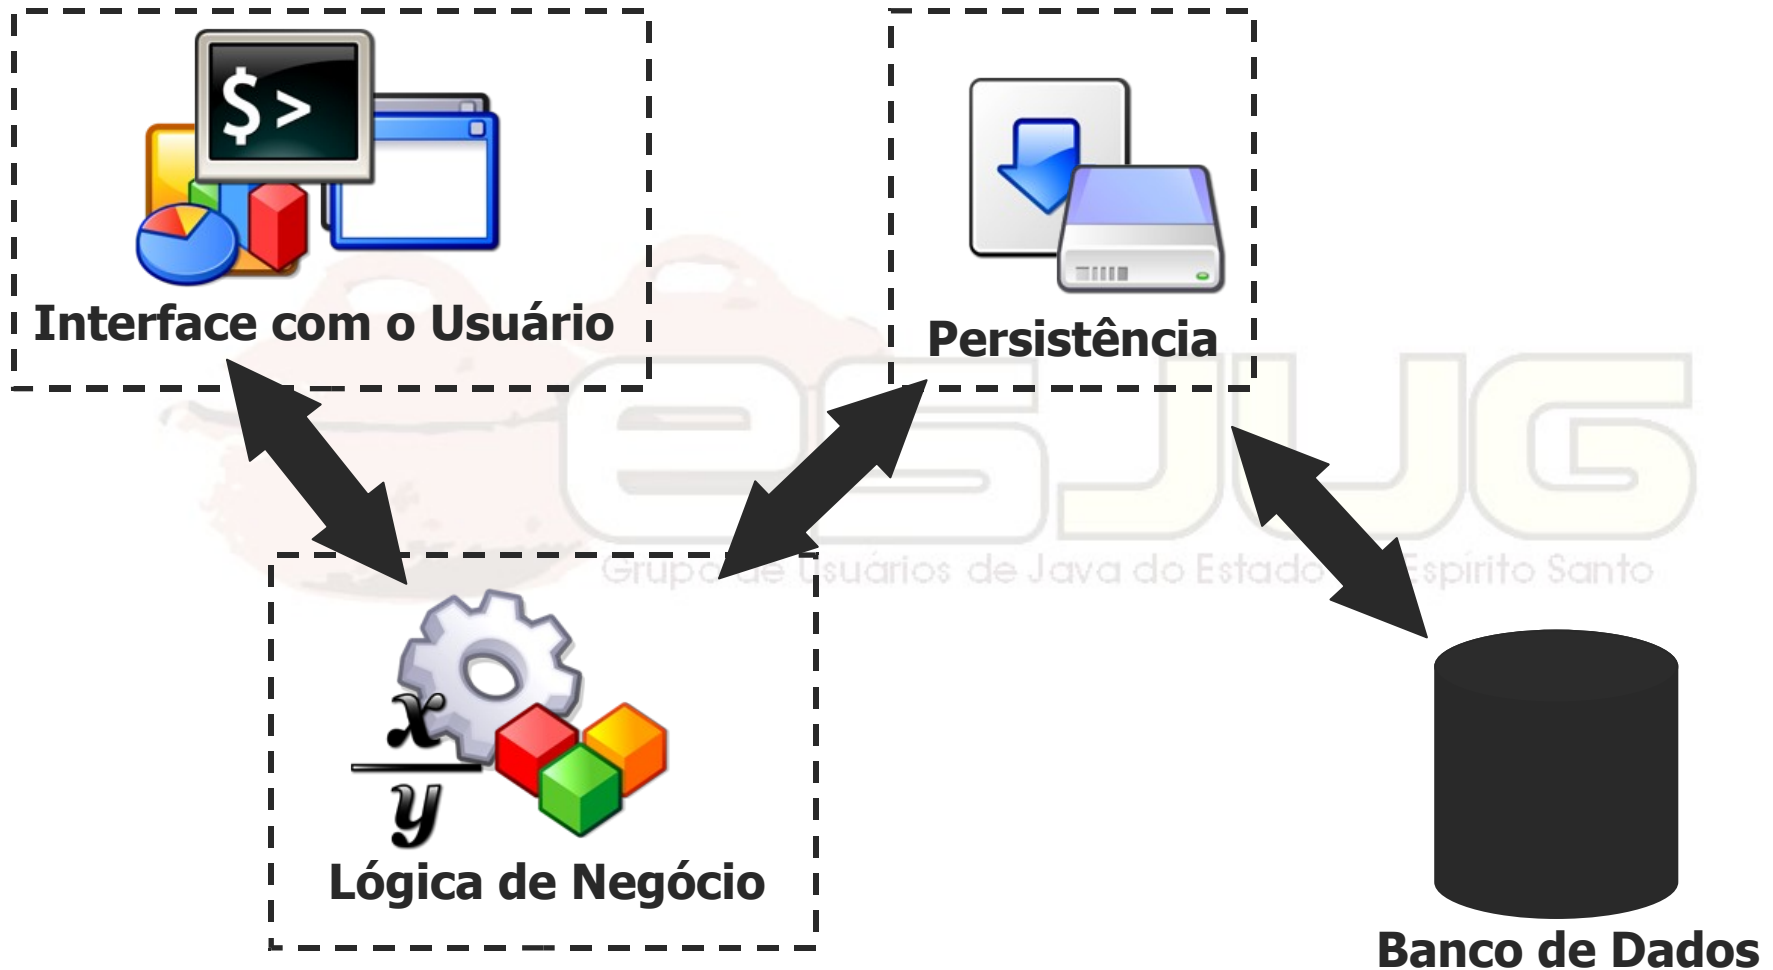 $>
Interface com o Usuário
Persistência
esJUG
Grupo de Usuários de Java do Estado Espírito Santo
x
y
Lógica de Negócio
Banco de Dados